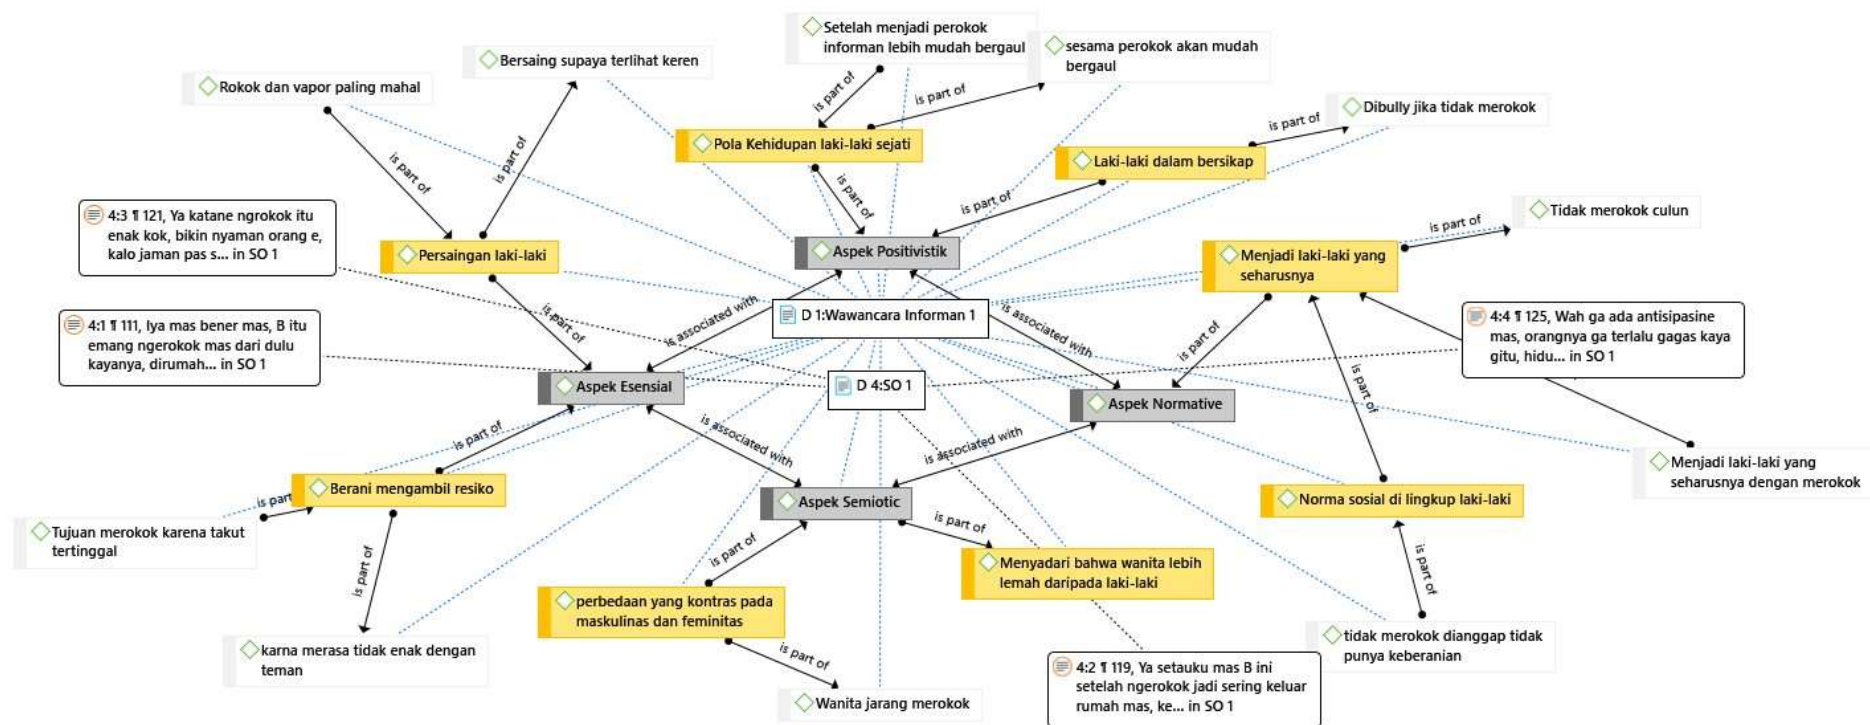 Setelah menjadi perokok
informan lebih mudah bergaul
sesama perokok akan mudah
bergaul
Bersaing supaya terlihat keren
Rokok dan vapor paling mahal
Dibully jika tidak merokok
is part of
is part of
is part of
is part of
is part of
Pola Kehidupan laki-laki sejati
Laki-laki dalam bersikap
is part of
is part of
4:3 ¶ 121, Ya katane ngrokok itu
enak kok, bikin nyaman orang e,
kalo jaman pas s... in SO 1
Tidak merokok culun
is part of
Persaingan laki-laki
Aspek Positivistik
Menjadi laki-laki yang
seharusnya
is part of
is associated with
D 1:Wawancara Informan 1
is associated with
is part of
4:1 ¶ 111, Iya mas bener mas, B itu
emang ngerokok mas dari dulu
kayanya, dirumah... in SO 1
4:4 ¶ 125, Wah ga ada antisipasine
mas, orangnya ga terlalu gagas kaya
gitu, hidu... in SO 1
Aspek Esensial
D 4:SO 1
Aspek Normative
is part of
is part of
is associated with
is associated with
Menjadi laki-laki yang
seharusnya dengan merokok
Berani mengambil resiko
is part
Aspek Semiotic
Norma sosial di lingkup laki-laki
Tujuan merokok karena takut
tertinggal
is part of
is part of
is part of
is part of
Menyadari bahwa wanita lebih
lemah daripada laki-laki
perbedaan yang kontras pada
maskulinas dan feminitas
karna merasa tidak enak dengan
teman
is part of
tidak merokok dianggap tidak
punya keberanian
4:2 ¶ 119, Ya setauku mas B ini
setelah ngerokok jadi sering keluar
rumah mas, ke... in SO 1
Wanita jarang merokok